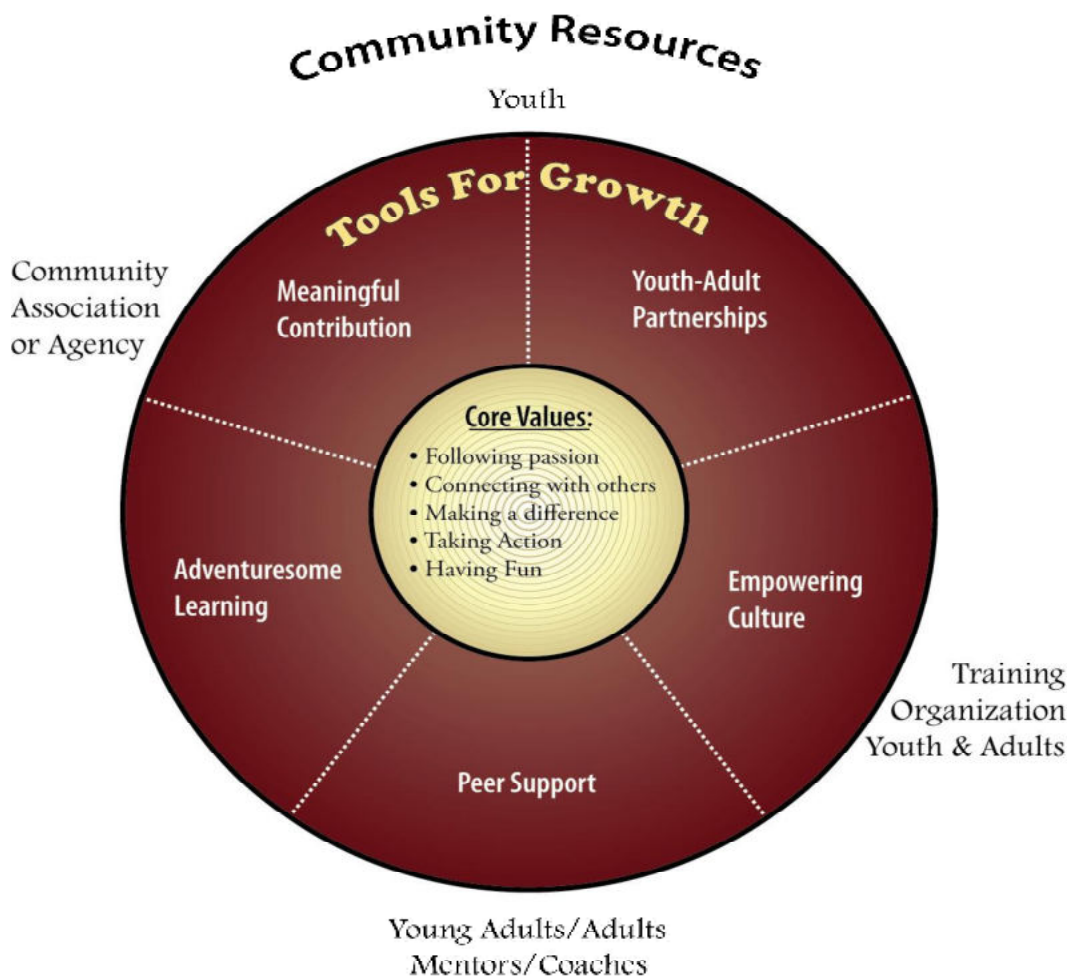 Community Resources
Youth
Tools For Growth
Community
Association
or Agency
Meaningful
Contribution
Youth-Adult
Partnerships
Core Values:
• Following passion
• Connecting with others
• Making a difference
• Taking Action
• Having Fun
Adventuresome
Learning
Empowering
Culture
Training
Organization
Youth & Adults
Peer Support
Young Adults/Adults
Mentors/Coaches